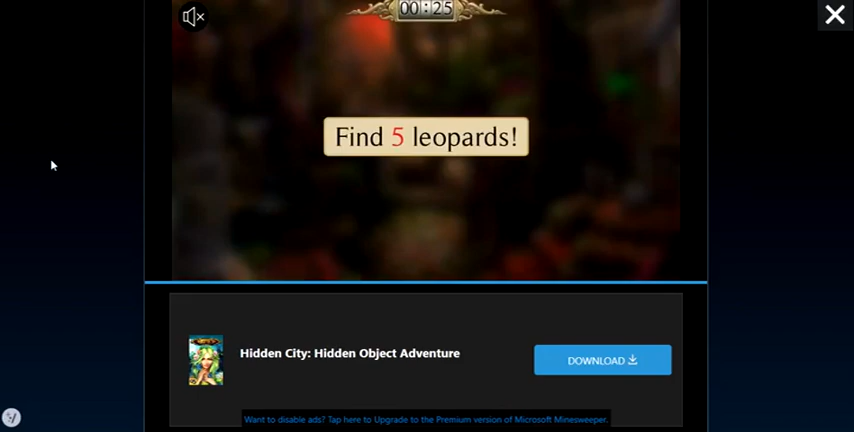 00:25
Find 5 leopards!
Hidden City: Hidden Object Adventure
DOWNLOAD
Want to disable ads? Tap here to Upgrade to the Premium version of Microsoft Minesweeper.